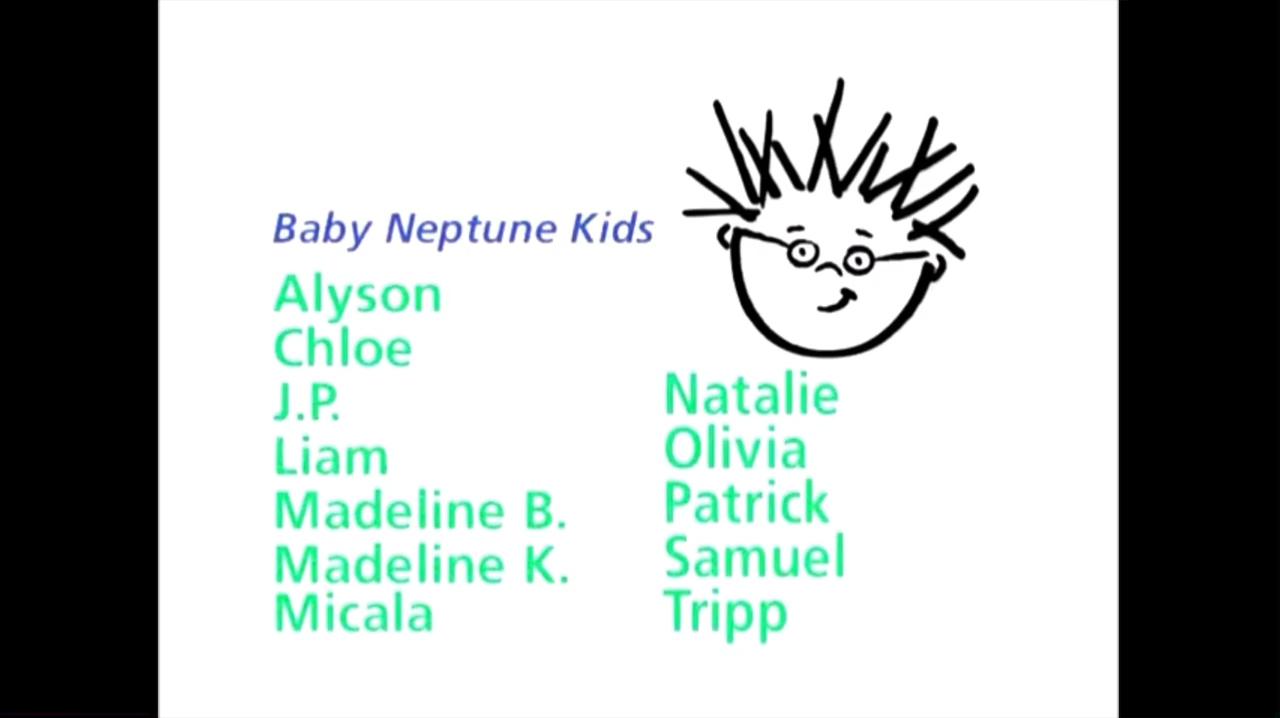 Baby Neptune Kids
Alyson
Chloe
J.P.
Liam
Madeline B.
Madeline K.
Micala
Natalie
Olivia
Patrick
Samuel
Tripp